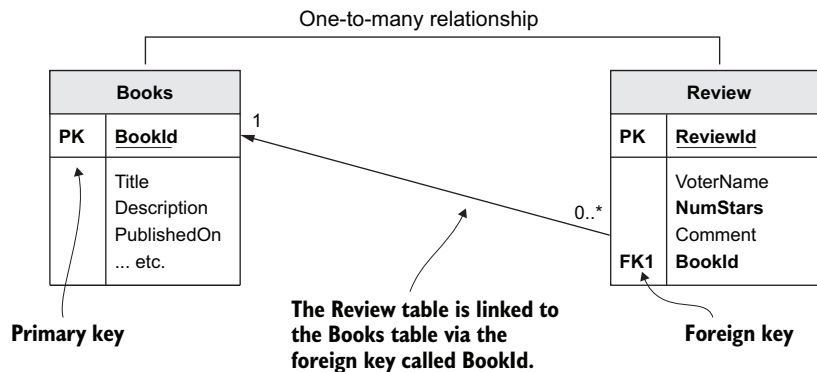 One-to-many relationship
Books
PK BookId
Title
Description
PublishedOn
... etc.
1
0..*
Review
PK ReviewId
VoterName
NumStars
Comment
FK1 BookId
Primary key
The Review table is linked to
the Books table via the
foreign key called BookId.
Foreign key